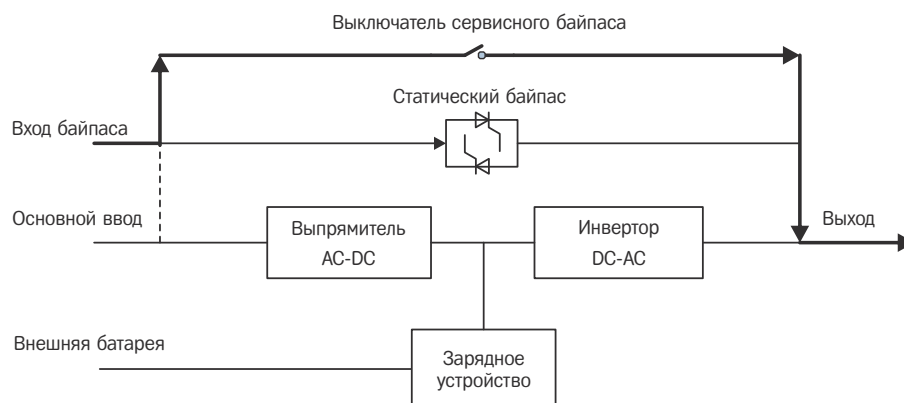 Выключатель сервисного байпаса
Статический байпас
Вход байпаса
Основной ввод
Выпрямитель
AC-DC
Инвертор
DC-AC
Выход
Внешняя батарея
Зарядное
устройство